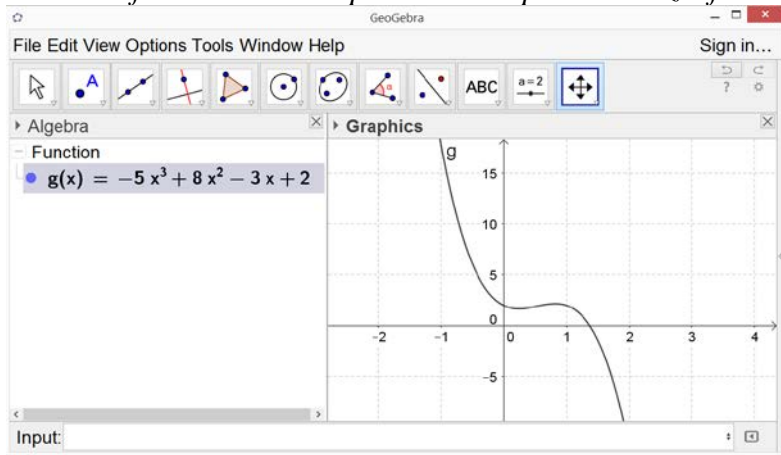 GeoGebra
File Edit View Options Tools Window Help
Sign in...
A
α
ABC
a=2
?
Algebra
Graphics
Function
g(x) = −5 x³ + 8 x² − 3 x + 2
g
15
10
5
0
-2 -1 0 1 2 3 4
-5
Input: